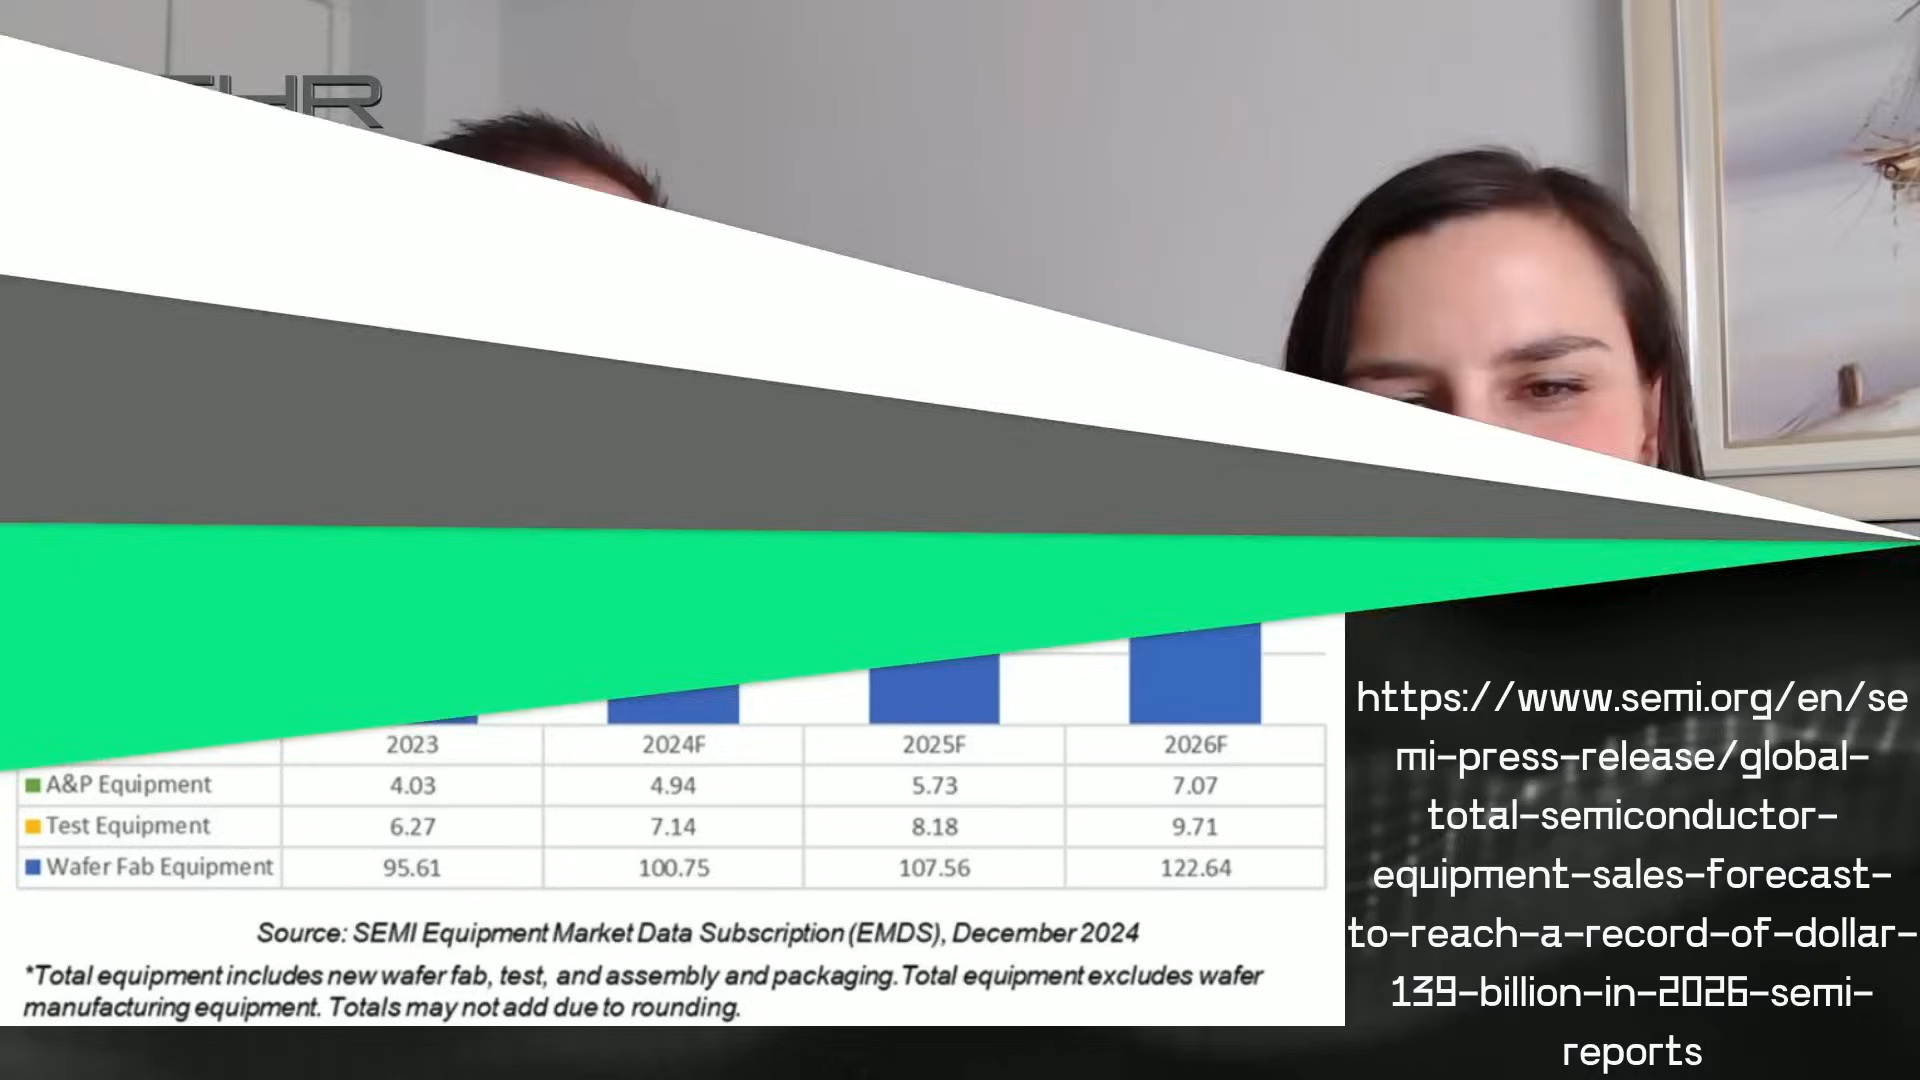 2023 2024F 2025F 2026F
A&P Equipment 4.03 4.94 5.73 7.07
Test Equipment 6.27 7.14 8.18 9.71
Wafer Fab Equipment 95.61 100.75 107.56 122.64
Source: SEMI Equipment Market Data Subscription (EMDS), December 2024
*Total equipment includes new wafer fab, test, and assembly and packaging. Total equipment excludes wafer
manufacturing equipment. Totals may not add due to rounding.
https://www.semi.org/en/se
mi-press-release/global-
total-semiconductor-
equipment-sales-forecast-
to-reach-a-record-of-dollar-
139-billion-in-2026-semi-
reports